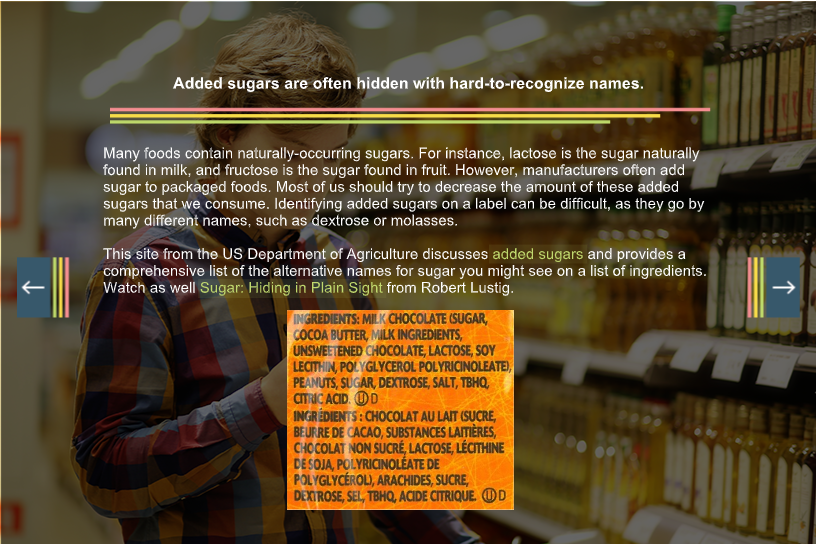 Added sugars are often hidden with hard-to-recognize names.
Many foods contain naturally-occurring sugars. For instance, lactose is the sugar naturally
found in milk, and fructose is the sugar found in fruit. However, manufacturers often add
sugar to packaged foods. Most of us should try to decrease the amount of these added
sugars that we consume. Identifying added sugars on a label can be difficult, as they go by
many different names, such as dextrose or molasses.
This site from the US Department of Agriculture discusses added sugars and provides a
comprehensive list of the alternative names for sugar you might see on a list of ingredients.
Watch as well Sugar: Hiding in Plain Sight from Robert Lustig.
INGREDIENTS: MILK CHOCOLATE (SUGAR,
COCOA BUTTER, MILK INGREDIENTS,
UNSWEETENED CHOCOLATE, LACTOSE, SOY
LECITHIN, POLYGLYCEROL POLYRICINOLEATE),
PEANUTS, SUGAR, DEXTROSE, SALT, TBHQ,
CITRIC ACID. Ⓤ D
INGRÉDIENTS : CHOCOLAT AU LAIT (SUCRE,
BEURRE DE CACAO, SUBSTANCES LAITIÈRES,
CHOCOLAT NON SUCRÉ, LACTOSE, LÉCITHINE
DE SOJA, POLYRICINOLÉATE DE
POLYGLYCÉROL), ARACHIDES, SUCRE,
DEXTROSE, SEL, TBHQ, ACIDE CITRIQUE. Ⓤ D